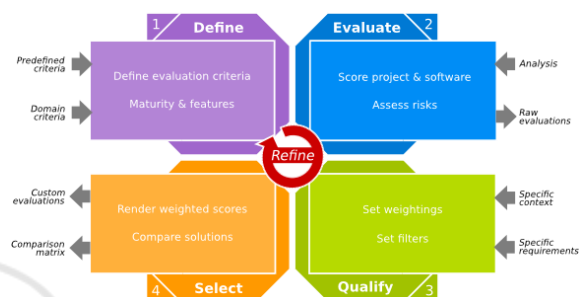 1
Define
Evaluate
2
Predefined
criteria
Define evaluation criteria
Maturity & features
Domain
criteria
Score project & software
Assess risks
Analysis
Raw
evaluations
Refine
Custom
evaluations
Render weighted scores
Compare solutions
Comparison
matrix
Set weightings
Set filters
Specific
context
Specific
requirements
4
Select
Qualify
3